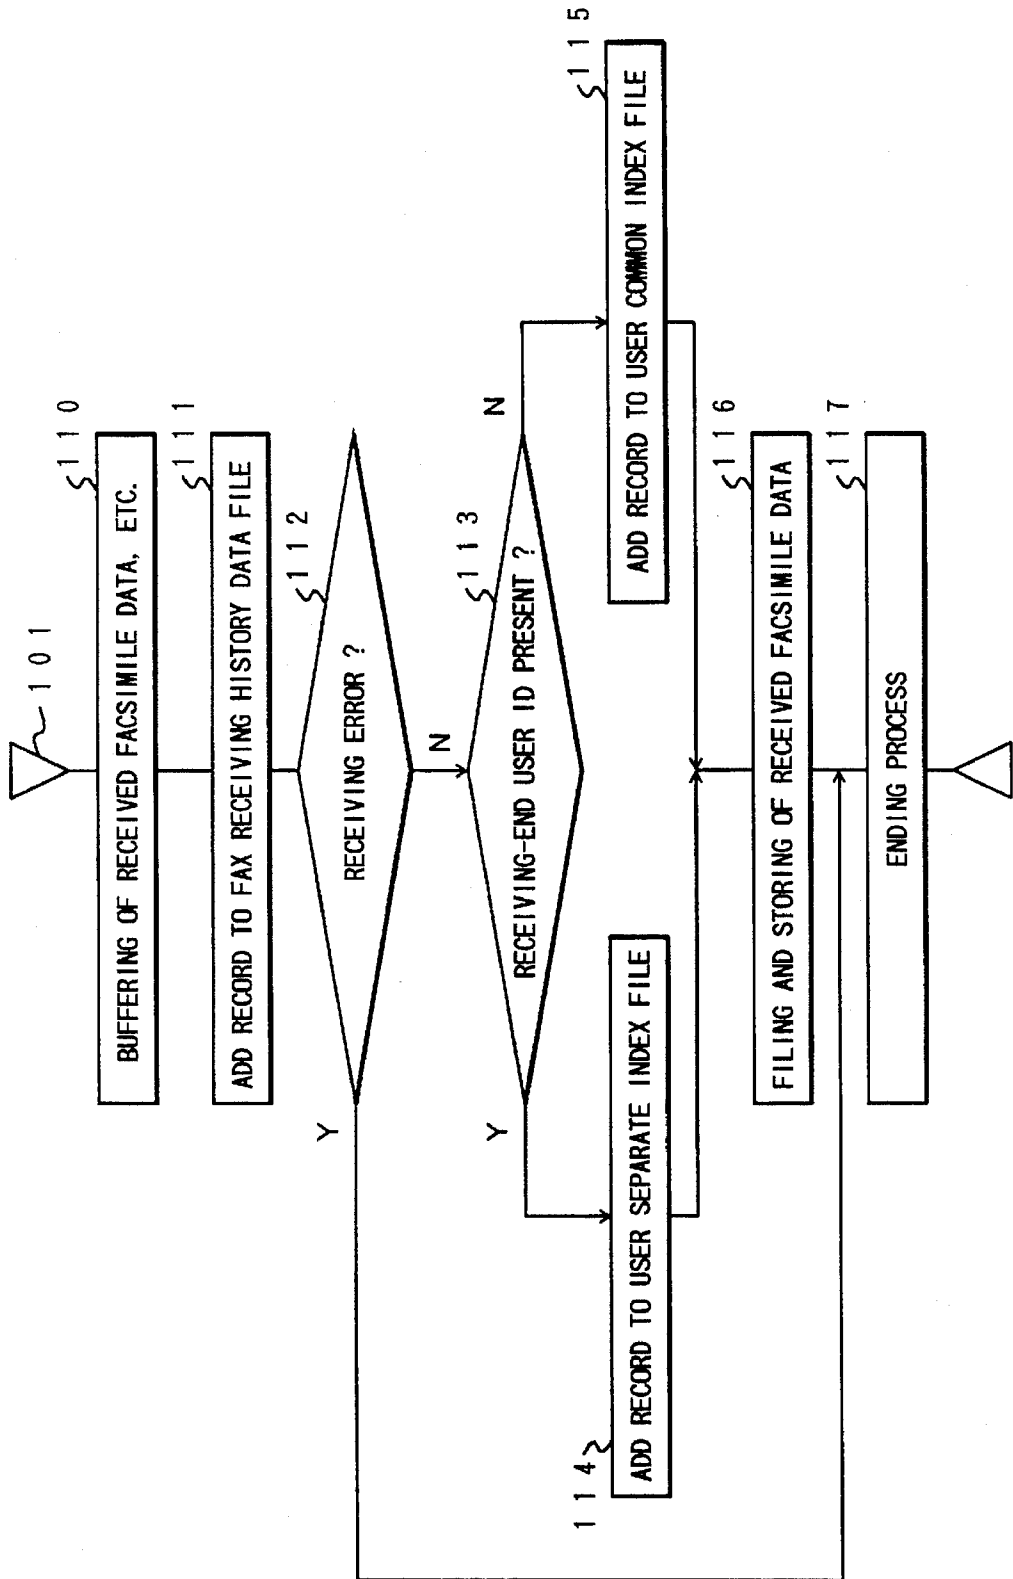 101
110
BUFFERING OF RECEIVED FACSIMILE DATA, ETC.
111
ADD RECORD TO FAX RECEIVING HISTORY DATA FILE
112
RECEIVING ERROR ?
Y
N
113
RECEIVING-END USER ID PRESENT ?
Y
N
114
ADD RECORD TO USER SEPARATE INDEX FILE
115
ADD RECORD TO USER COMMON INDEX FILE
116
FILING AND STORING OF RECEIVED FACSIMILE DATA
117
ENDING PROCESS